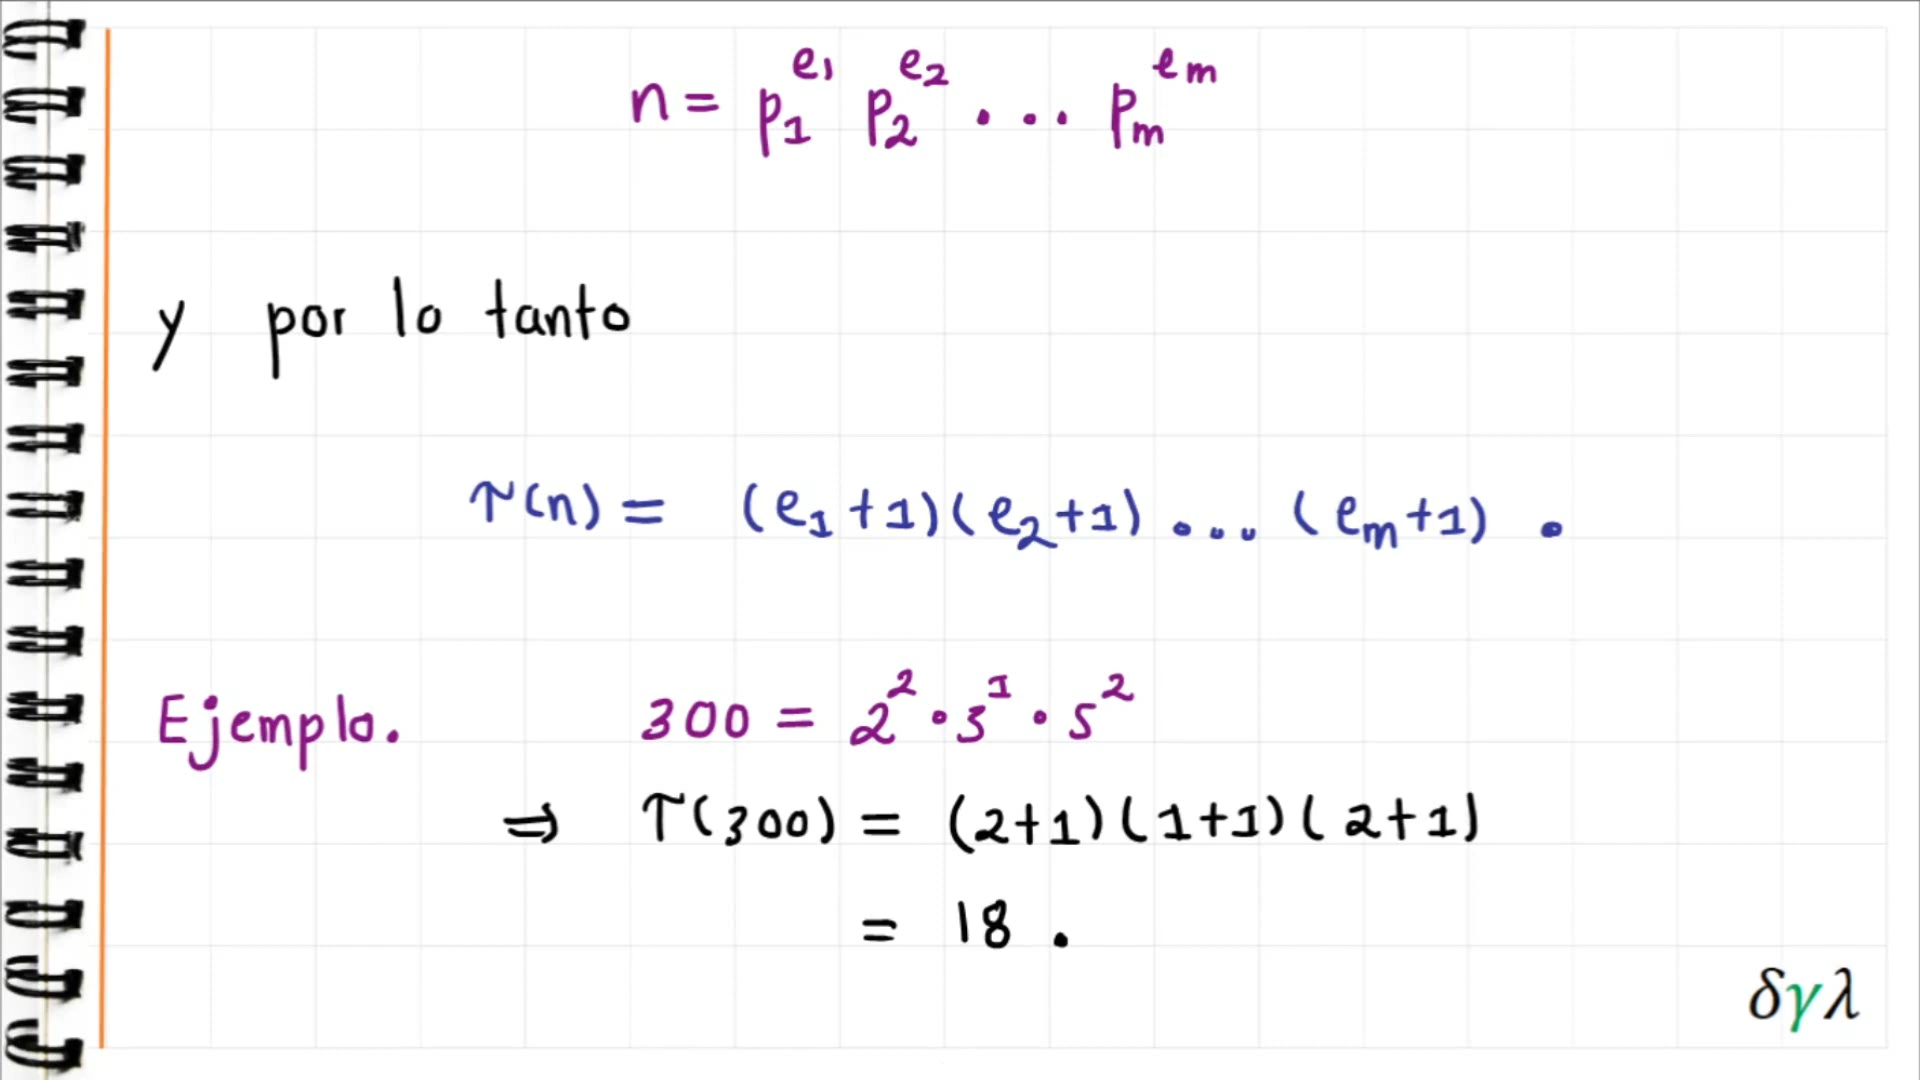 n = p₁^e₁ p₂^e₂ ... pₘ^eₘ
y por lo tanto
τ(n) = (e₁+1)(e₂+1) ... (eₘ+1) .
Ejemplo. 300 = 2² · 3¹ · 5²
⇒ τ(300) = (2+1)(1+1)(2+1)
= 18 .
δγλ